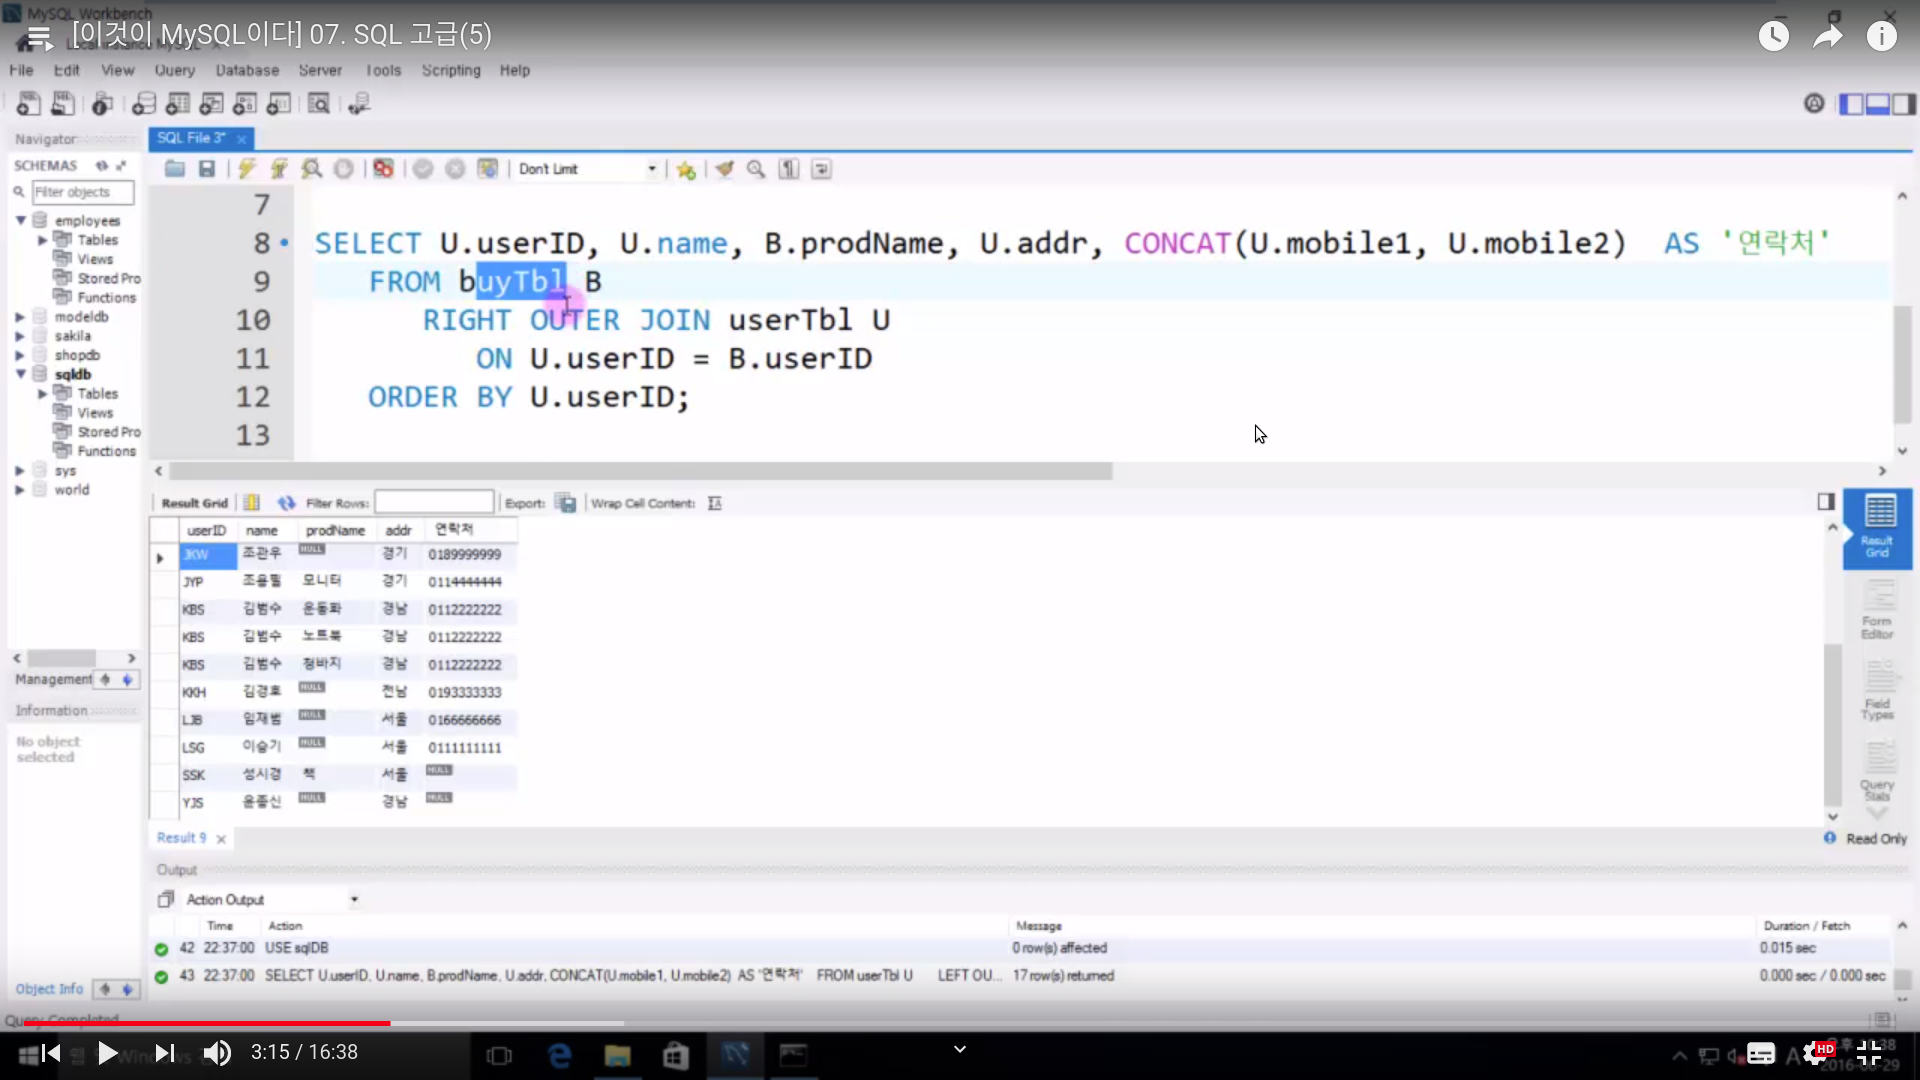 MySQL Workbench
[이것이 MySQL이다] 07. SQL 고급(5)
File Edit View Query Database Server Tools Scripting Help
Navigator
SQL File 3*
SCHEMAS
Don't Limit
Filter objects
employees
Tables
Views
Stored Pro
Functions
modeldb
sakila
shopdb
sqldb
Tables
Views
Stored Pro
Functions
sys
world
Management
Information
No object
selected
Object Info
7
8 SELECT U.userID, U.name, B.prodName, U.addr, CONCAT(U.mobile1, U.mobile2) AS '연락처'
9 FROM buyTbl B
10 RIGHT OUTER JOIN userTbl U
11 ON U.userID = B.userID
12 ORDER BY U.userID;
13
Result Grid Filter Rows: Export: Wrap Cell Content:
userID name prodName addr 연락처
JKW 조관우 NULL 경기 0189999999
JYP 조용필 모니터 경기 0114444444
KBS 김범수 운동화 경남 0112222222
KBS 김범수 노트북 경남 0112222222
KBS 김범수 청바지 경남 0112222222
KKH 김경호 NULL 전남 0193333333
LJB 임재범 NULL 서울 0166666666
LSG 이승기 NULL 서울 0111111111
SSK 성시경 책 서울 NULL
YJS 윤종신 NULL 경남 NULL
Result
Grid
Form
Editor
Field
Types
Query
Stats
Result 9
Read Only
Output
Action Output
Time Action Message Duration / Fetch
42 22:37:00 USE sqlDB 0 row(s) affected 0.015 sec
43 22:37:00 SELECT U.userID, U.name, B.prodName, U.addr, CONCAT(U.mobile1, U.mobile2) AS '연락처' FROM userTbl U LEFT OU... 17 row(s) returned 0.000 sec / 0.000 sec
Query Completed
3:15 / 16:38
HD